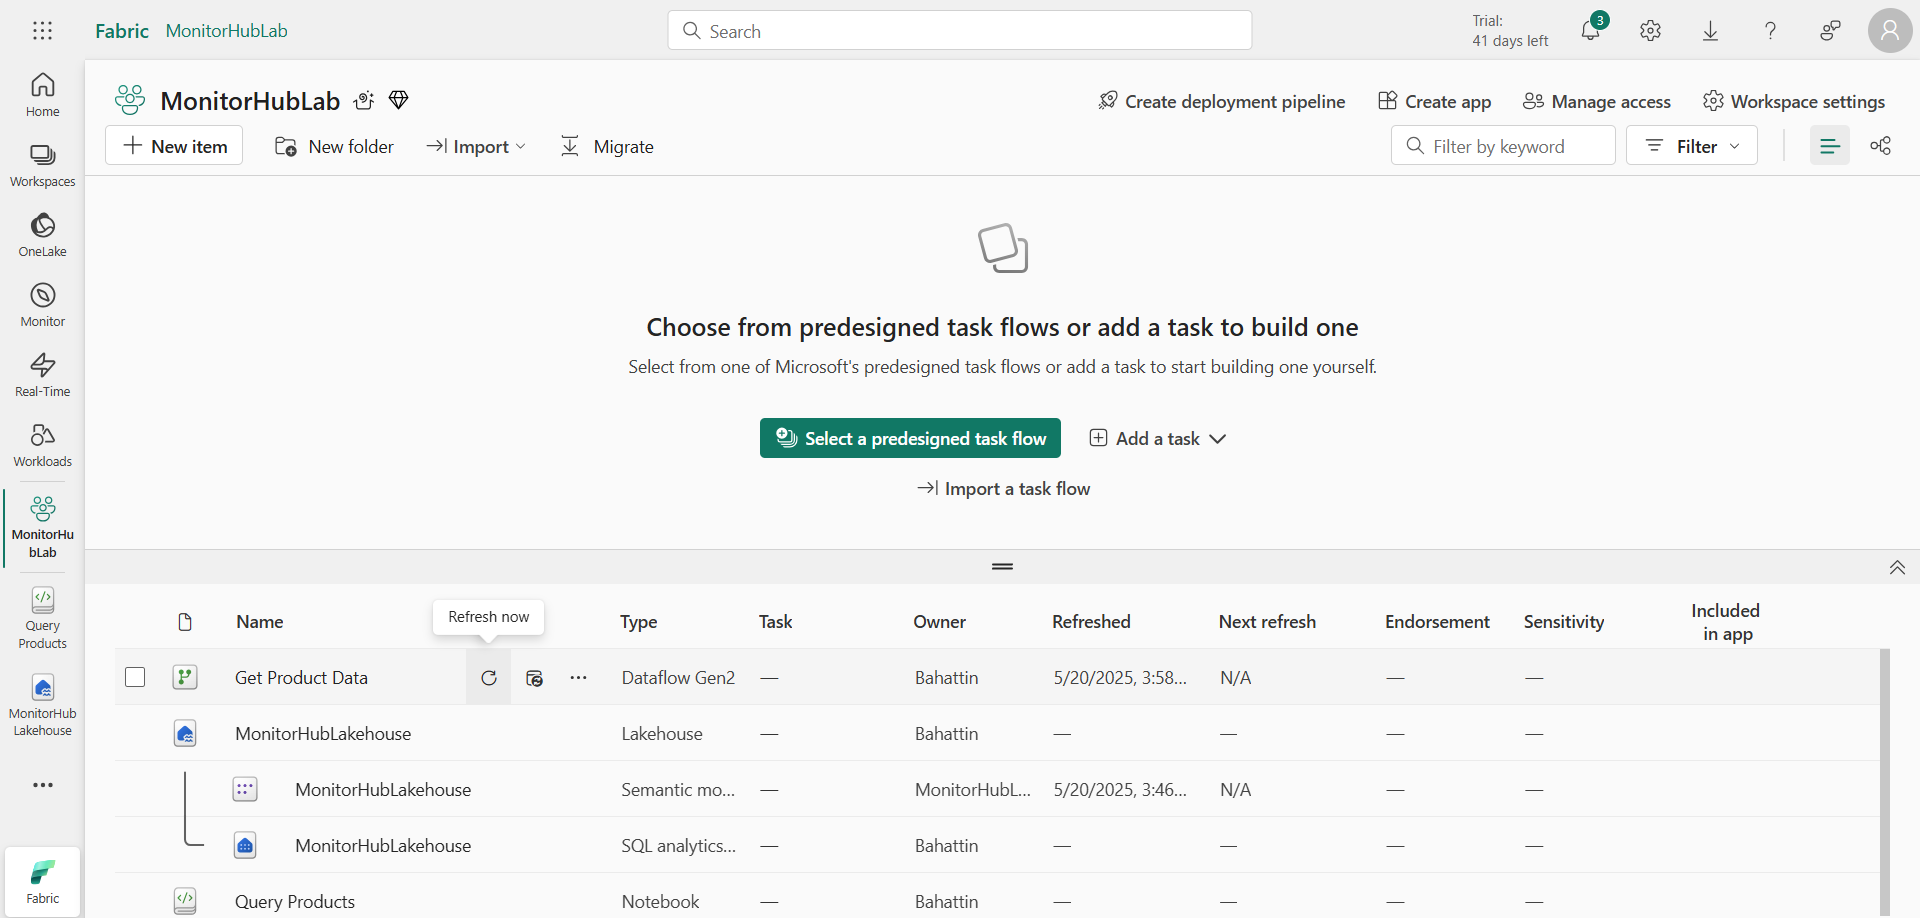 Fabric MonitorHubLab
Search
Trial:
41 days left
3
Home
Workspaces
OneLake
Monitor
Real-Time
Workloads
MonitorHu
bLab
Query
Products
MonitorHub
Lakehouse
Fabric
MonitorHubLab
Create deployment pipeline Create app Manage access Workspace settings
New item New folder Import Migrate Filter by keyword Filter
Choose from predesigned task flows or add a task to build one
Select from one of Microsoft's predesigned task flows or add a task to start building one yourself.
Select a predesigned task flow Add a task
Import a task flow
Refresh now
Name Type Task Owner Refreshed Next refresh Endorsement Sensitivity Included
in app
Get Product Data Dataflow Gen2 — Bahattin 5/20/2025, 3:58... N/A — —
MonitorHubLakehouse Lakehouse — Bahattin — — — —
MonitorHubLakehouse Semantic mo... — MonitorHubL... 5/20/2025, 3:46... N/A — —
MonitorHubLakehouse SQL analytics... — Bahattin — — — —
Query Products Notebook — Bahattin — — — —